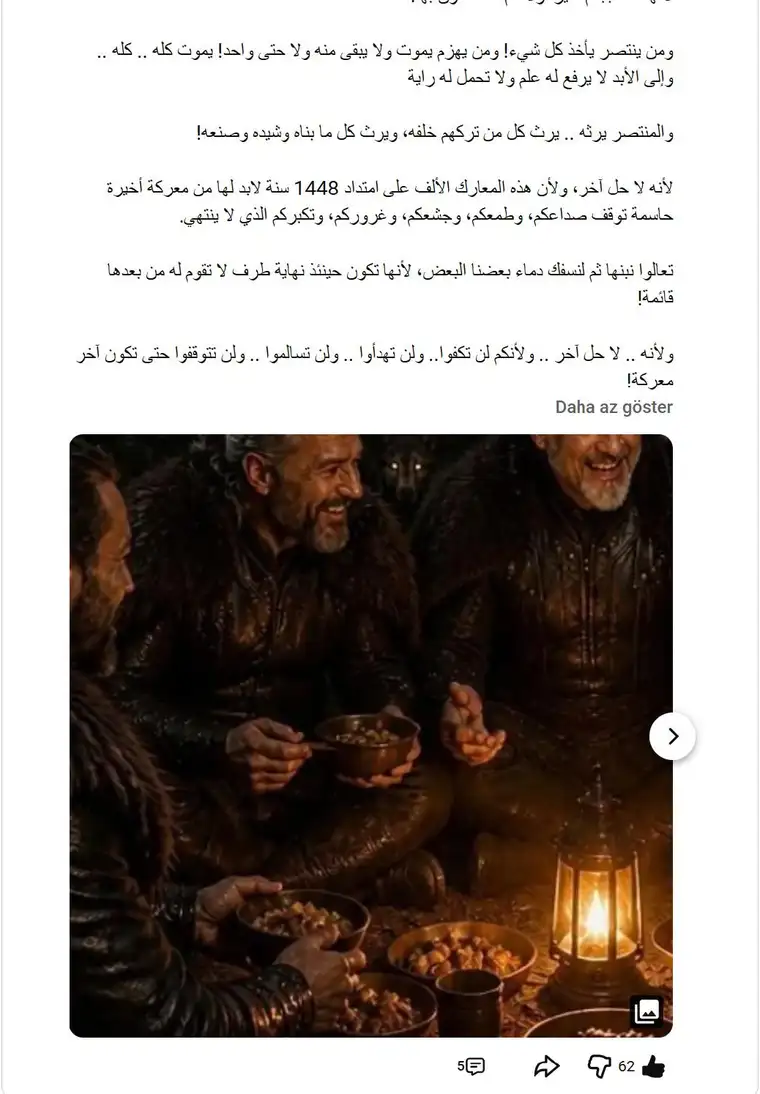 ومن ينتصر يأخذ كل شيء! ومن يهزم يموت ولا يبقى منه ولا حتى واحد! يموت كله .. كله ..
وإلى الأبد لا يرفع له علم ولا تحمل له راية
والمنتصر يرثه .. يرث كل من تركهم خلفه، ويرث كل ما بناه وشيده وصنعه!
لأنه لا حل آخر، ولأن هذه المعارك الألف على امتداد 1448 سنة لابد لها من معركة أخيرة
حاسمة توقف صداعكم، وطمعكم، وجشعكم، وغروركم، وتكبركم الذي لا ينتهي.
تعالوا نبنها ثم لنسفك دماء بعضنا البعض، لأنها تكون حينئذ نهاية طرف لا تقوم له من بعدها
قائمة!
ولأنه .. لا حل آخر .. ولأنكم لن تكفوا.. ولن تهدأوا .. ولن تسالموا .. ولن تتوقفوا حتى تكون آخر
معركة!
Daha az göster
5
62